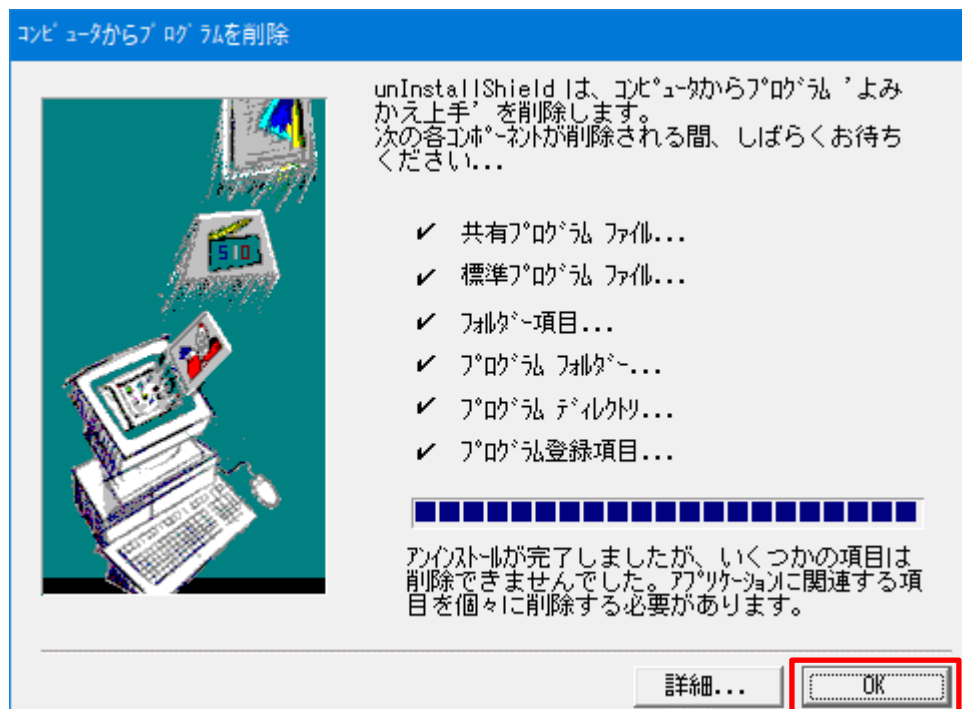 コンピュータからプログラムを削除
unInstallShield は、コンピュータからプログラム 'よみ
かえ上手' を削除します。
次の各コンポーネントが削除される間、しばらくお待ち
ください...
✔ 共有プログラム ファイル...
✔ 標準プログラム ファイル...
✔ フォルダー項目...
✔ プログラム フォルダー...
✔ プログラム ディレクトリ...
✔ プログラム登録項目...
アンインストールが完了しましたが、いくつかの項目は
削除できませんでした。アプリケーションに関連する項
目を個々に削除する必要があります。
詳細...
OK
510